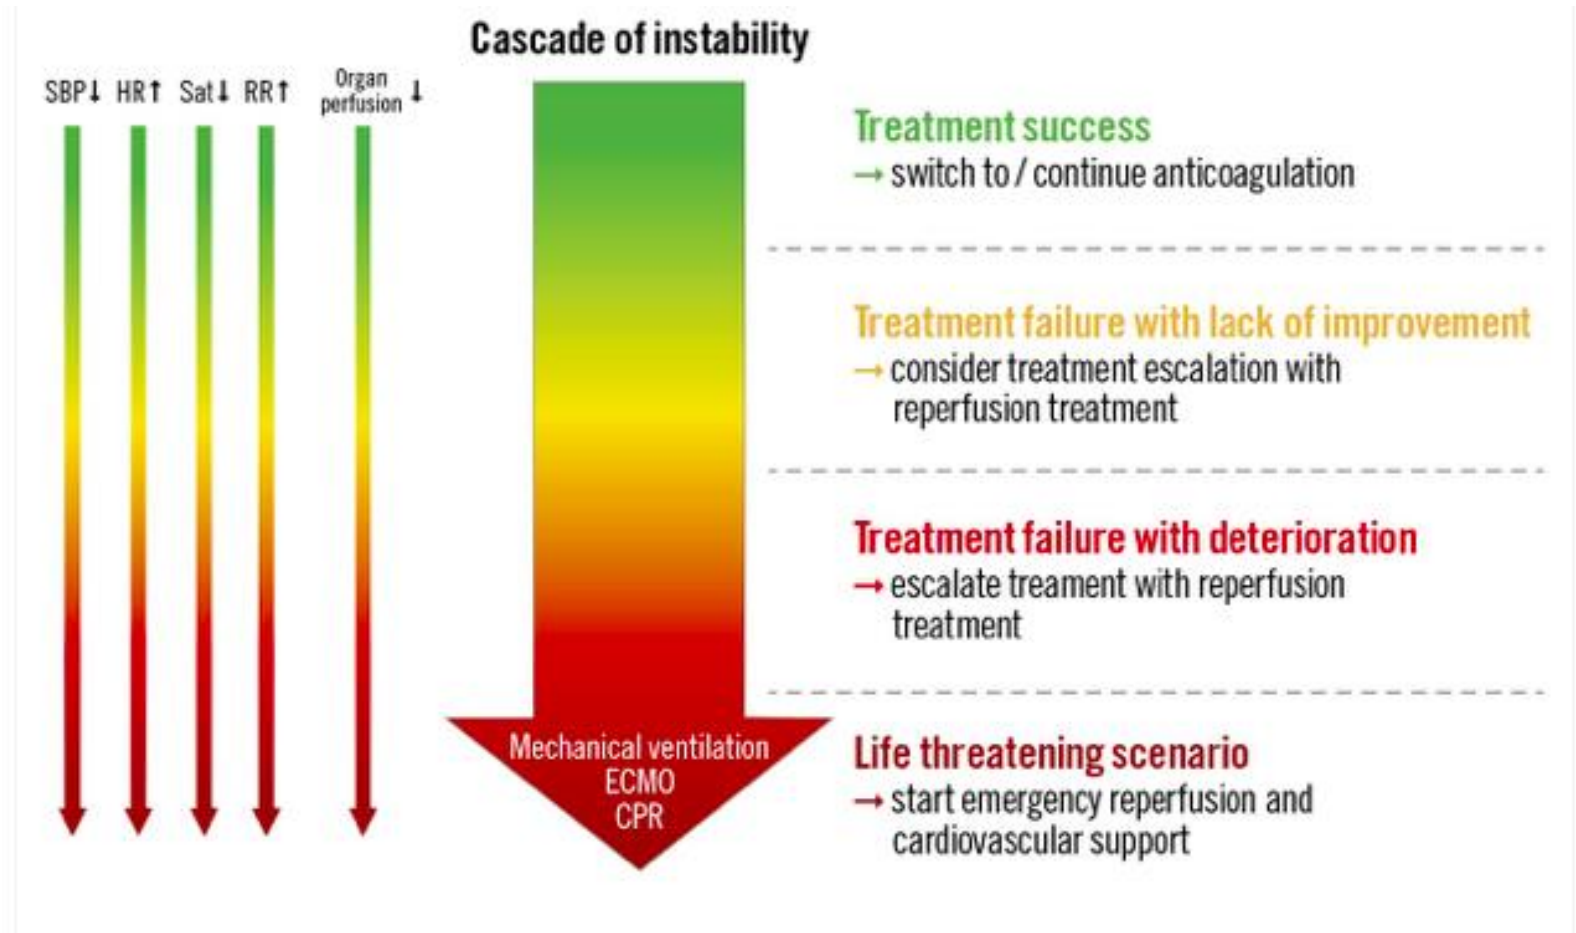 Cascade of instability
SBP↓ HR↑ Sat↓ RR↑ Organ
perfusion ↓
Treatment success
→ switch to / continue anticoagulation
Treatment failure with lack of improvement
→ consider treatment escalation with
reperfusion treatment
Treatment failure with deterioration
→ escalate treament with reperfusion
treatment
Mechanical ventilation
ECMO
CPR
Life threatening scenario
→ start emergency reperfusion and
cardiovascular support